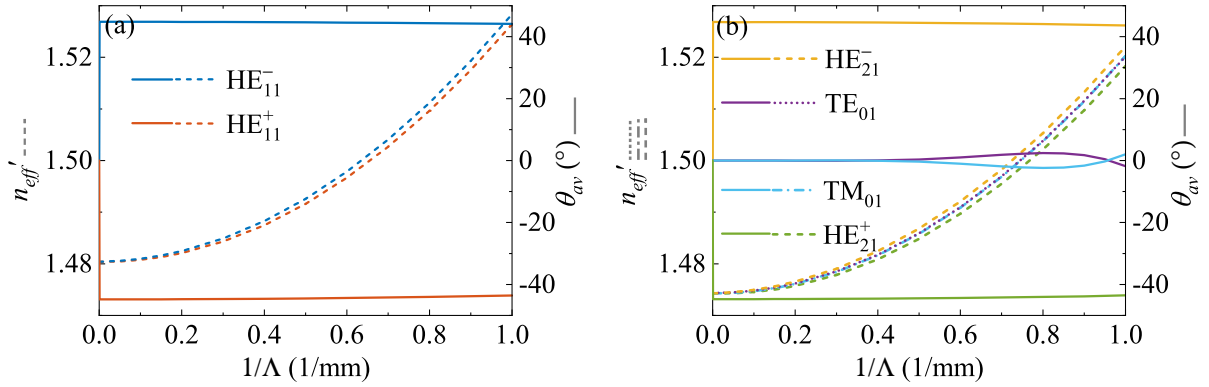 (a)
1.52
1.50
1.48
n_eff′
HE₁₁⁻
HE₁₁⁺
40
20
0
-20
-40
θ_av (°)
0.0 0.2 0.4 0.6 0.8 1.0
1/Λ (1/mm)
(b)
1.52
1.50
1.48
n_eff′
HE₂₁⁻
TE₀₁
TM₀₁
HE₂₁⁺
40
20
0
-20
-40
θ_av (°)
0.0 0.2 0.4 0.6 0.8 1.0
1/Λ (1/mm)